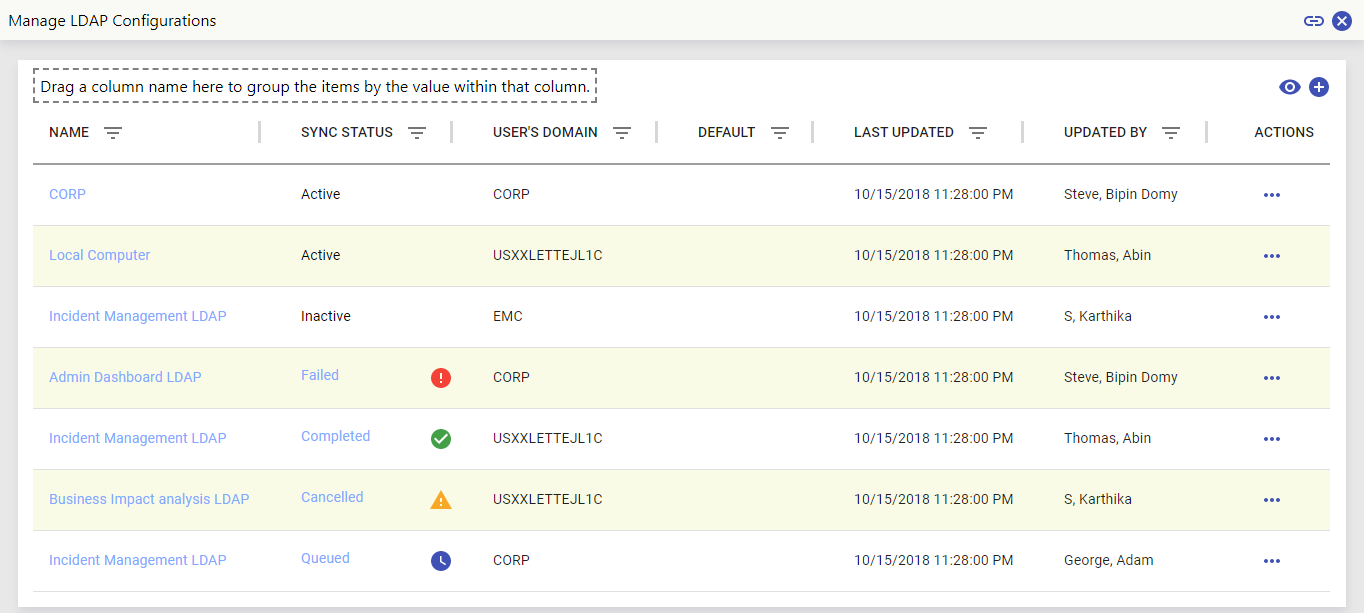 Manage LDAP Configurations
Drag a column name here to group the items by the value within that column.
NAME SYNC STATUS USER'S DOMAIN DEFAULT LAST UPDATED UPDATED BY ACTIONS
CORP Active CORP 10/15/2018 11:28:00 PM Steve, Bipin Domy
Local Computer Active USXXLETTEJL1C 10/15/2018 11:28:00 PM Thomas, Abin
Incident Management LDAP Inactive EMC 10/15/2018 11:28:00 PM S, Karthika
Admin Dashboard LDAP Failed CORP 10/15/2018 11:28:00 PM Steve, Bipin Domy
Incident Management LDAP Completed USXXLETTEJL1C 10/15/2018 11:28:00 PM Thomas, Abin
Business Impact analysis LDAP Cancelled USXXLETTEJL1C 10/15/2018 11:28:00 PM S, Karthika
Incident Management LDAP Queued CORP 10/15/2018 11:28:00 PM George, Adam